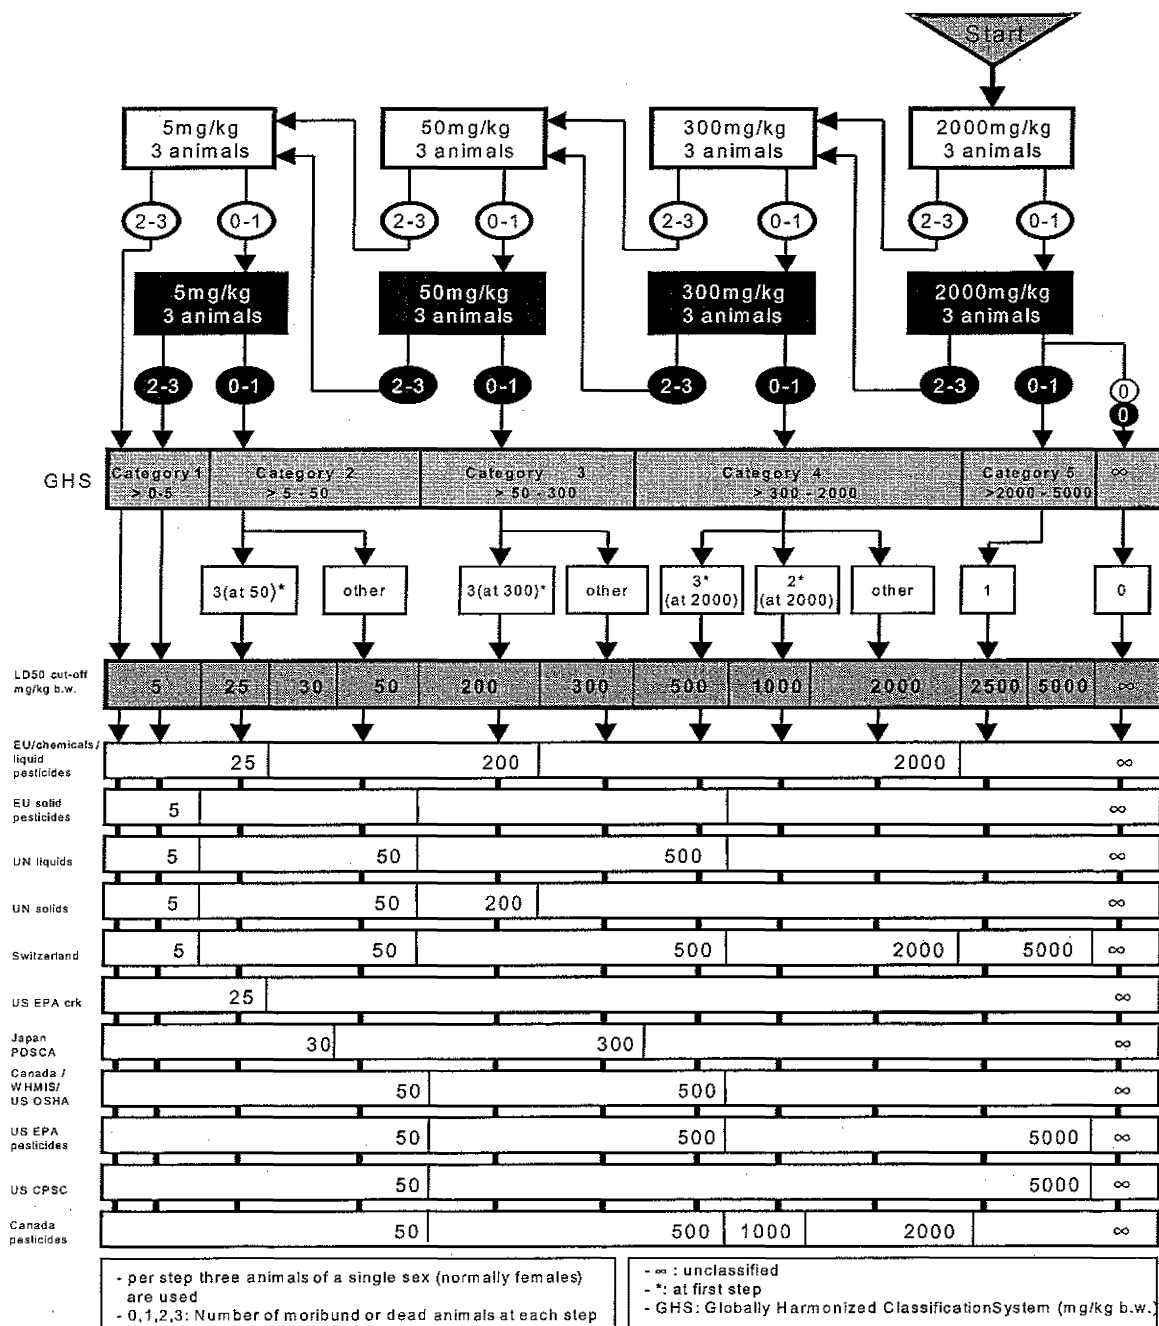 Start
5mg/kg 50mg/kg 300mg/kg 2000mg/kg
3 animals 3 animals 3 animals 3 animals
2-3 0-1 2-3 0-1 2-3 0-1 2-3 0-1
5mg/kg 50mg/kg 300mg/kg 2000mg/kg
3 animals 3 animals 3 animals 3 animals
2-3 0-1 2-3 0-1 2-3 0-1 2-3 0-1 0
0
GHS Category 1 Category 2 Category 3 Category 4 Category 5 ∞
> 0-5 > 5 - 50 > 50 - 300 > 300 - 2000 >2000 - 5000
3(at 50)* other 3(at 300)* other 3* (at 2000) 2* (at 2000) other 1 0
LD50 cut-off
mg/kg b.w.
5 25 30 50 200 300 500 1000 2000 2500 5000 ∞
EU/chemicals/
liquid
pesticides
25 200 2000 ∞
EU solid
pesticides
5 ∞
UN liquids 5 50 500 ∞
UN solids 5 50 200 ∞
Switzerland 5 50 500 2000 5000 ∞
US EPA crk 25 ∞
Japan
PDSCA
30 300 ∞
Canada /
WHMIS/
US OSHA
50 500 ∞
US EPA
pesticides
50 500 5000 ∞
US CPSC 50 5000 ∞
Canada
pesticides
50 500 1000 2000 ∞
- per step three animals of a single sex (normally females)
are used
- 0,1,2,3: Number of moribund or dead animals at each step
- ∞ : unclassified
- *: at first step
- GHS: Globally Harmonized ClassificationSystem (mg/kg b.w.)